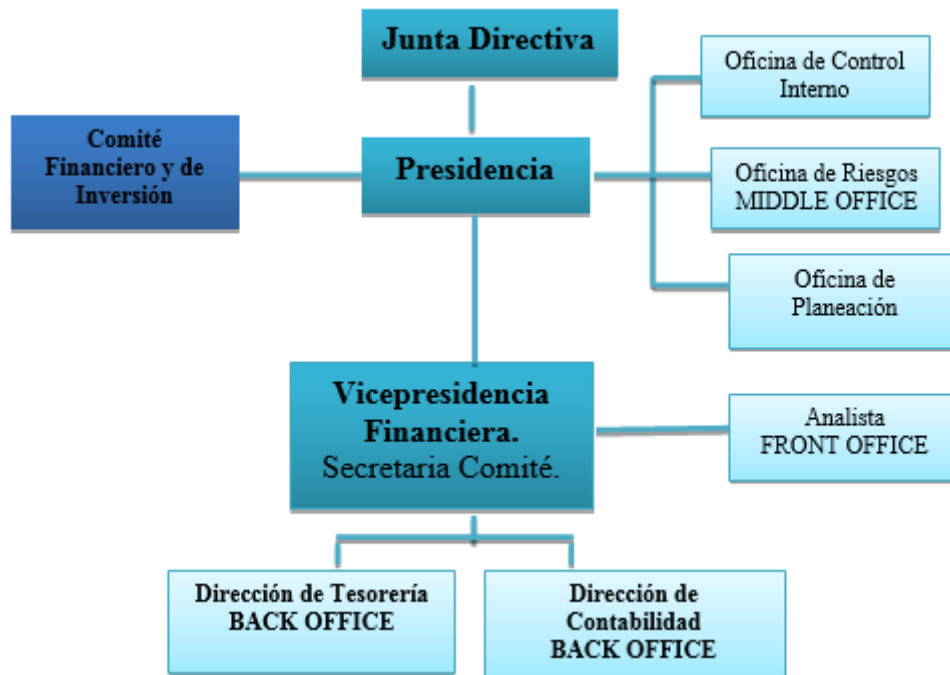 Junta Directiva
Oficina de Control
Interno
Comité
Financiero y de
Inversión
Presidencia
Oficina de Riesgos
MIDDLE OFFICE
Oficina de
Planeación
Vicepresidencia
Financiera.
Secretaria Comité.
Analista
FRONT OFFICE
Dirección de Tesorería
BACK OFFICE
Dirección de
Contabilidad
BACK OFFICE